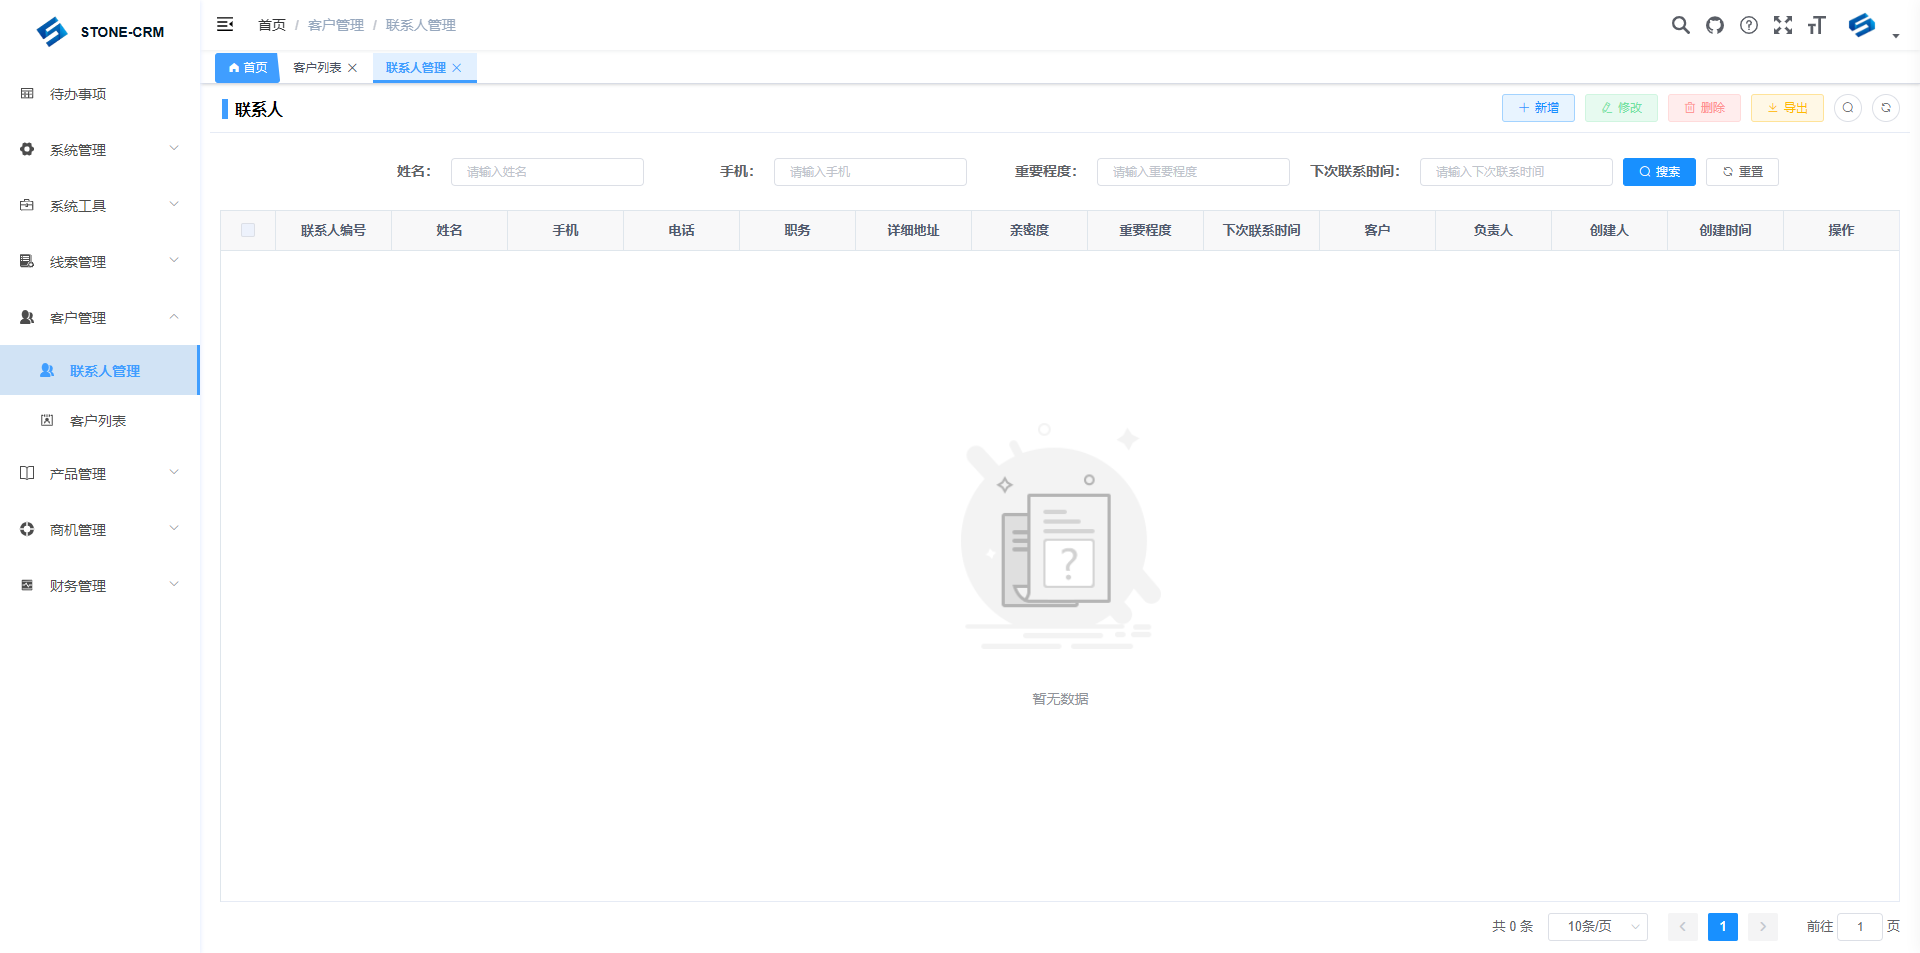 STONE-CRM
首页 / 客户管理 / 联系人管理
首页 客户列表 联系人管理
待办事项
系统管理
系统工具
线索管理
客户管理
联系人管理
客户列表
产品管理
商机管理
财务管理
联系人
新增 修改 删除 导出
姓名: 请输入姓名 手机: 请输入手机 重要程度: 请输入重要程度 下次联系时间: 请输入下次联系时间 搜索 重置
联系人编号 姓名 手机 电话 职务 详细地址 亲密度 重要程度 下次联系时间 客户 负责人 创建人 创建时间 操作
?
暂无数据
共 0 条 10条/页 1 前往 1 页